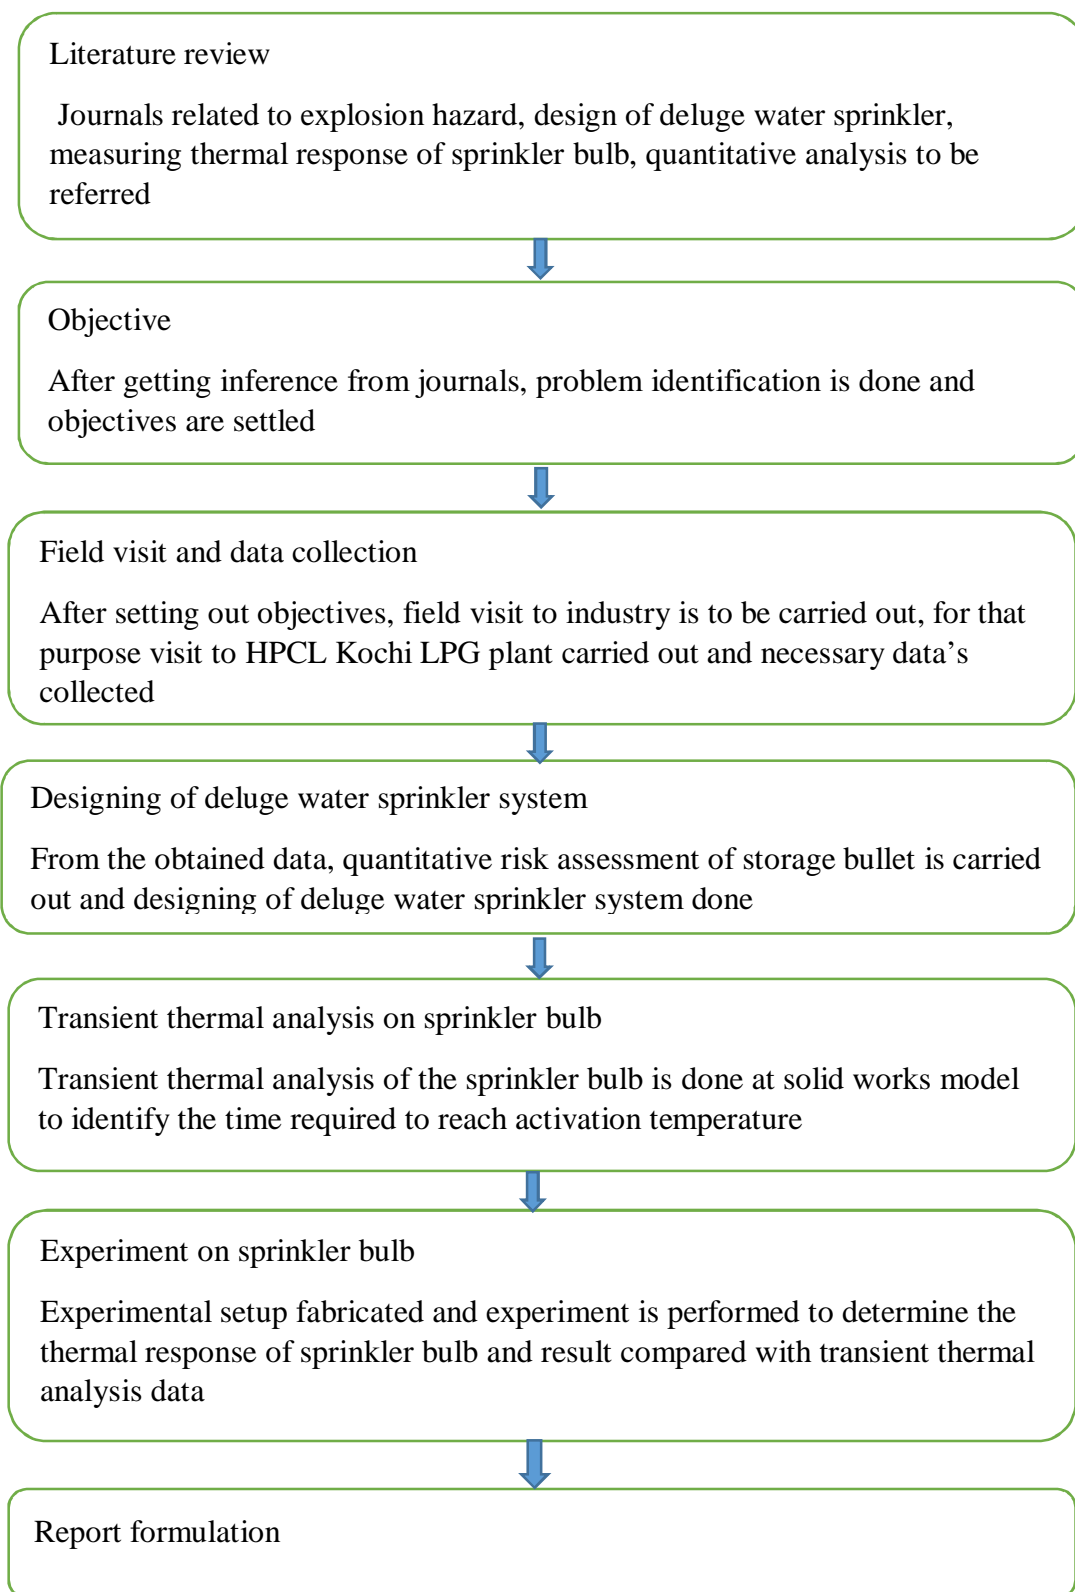 Literature review
Journals related to explosion hazard, design of deluge water sprinkler,
measuring thermal response of sprinkler bulb, quantitative analysis to be
referred
Objective
After getting inference from journals, problem identification is done and
objectives are settled
Field visit and data collection
After setting out objectives, field visit to industry is to be carried out, for that
purpose visit to HPCL Kochi LPG plant carried out and necessary data’s
collected
Designing of deluge water sprinkler system
From the obtained data, quantitative risk assessment of storage bullet is carried
out and designing of deluge water sprinkler system done
Transient thermal analysis on sprinkler bulb
Transient thermal analysis of the sprinkler bulb is done at solid works model
to identify the time required to reach activation temperature
Experiment on sprinkler bulb
Experimental setup fabricated and experiment is performed to determine the
thermal response of sprinkler bulb and result compared with transient thermal
analysis data
Report formulation